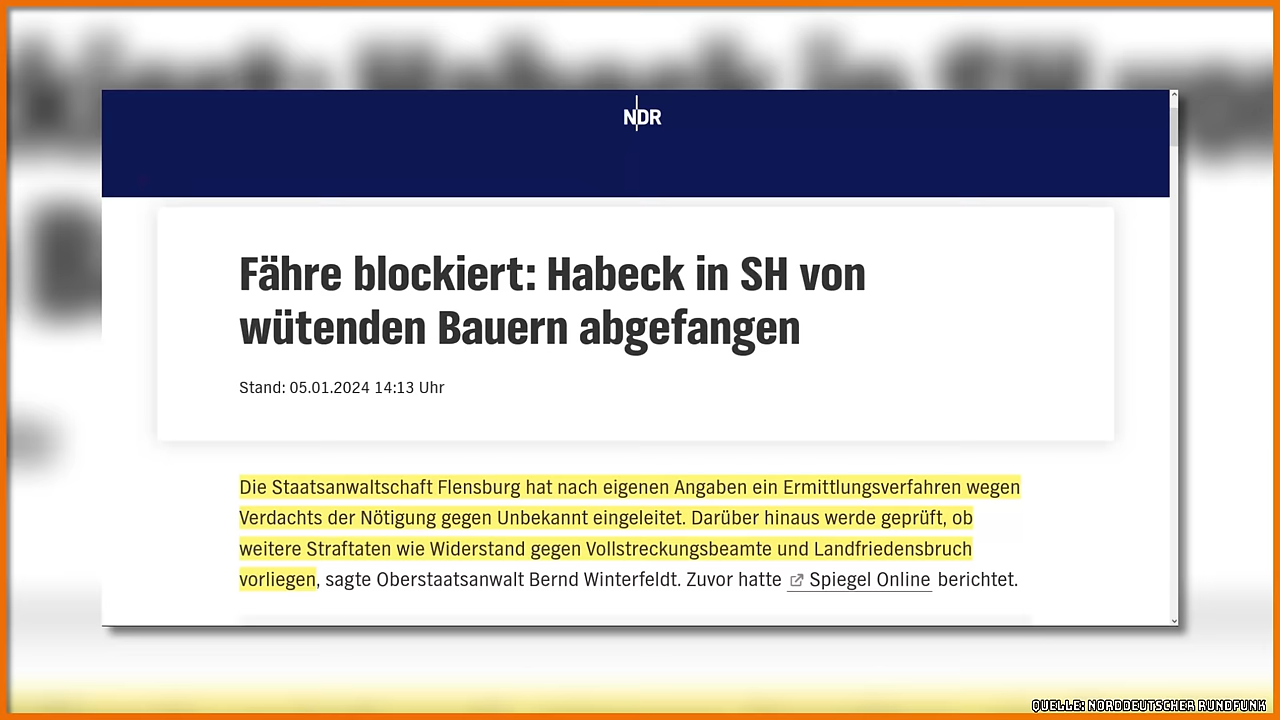 NDR
Fähre blockiert: Habeck in SH von
wütenden Bauern abgefangen
Stand: 05.01.2024 14:13 Uhr
Die Staatsanwaltschaft Flensburg hat nach eigenen Angaben ein Ermittlungsverfahren wegen
Verdachts der Nötigung gegen Unbekannt eingeleitet. Darüber hinaus werde geprüft, ob
weitere Straftaten wie Widerstand gegen Vollstreckungsbeamte und Landfriedensbruch
vorliegen, sagte Oberstaatsanwalt Bernd Winterfeldt. Zuvor hatte Spiegel Online berichtet.
QUELLE: NORDDEUTSCHER RUNDFUNK